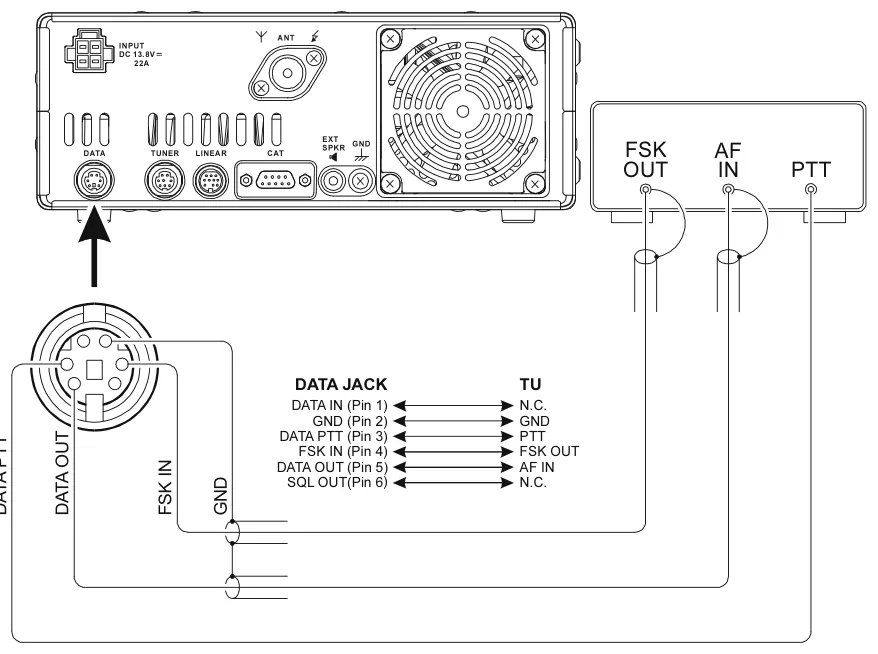 INPUT
DC 13.8V
22A
ANT
DATA
TUNER
LINEAR
CAT
EXT
SPKR
GND
FSK
OUT
AF
IN
PTT
DATA JACK TU
DATA IN (Pin 1) N.C.
GND (Pin 2) GND
DATA PTT (Pin 3) PTT
FSK IN (Pin 4) FSK OUT
DATA OUT (Pin 5) AF IN
SQL OUT(Pin 6) N.C.
DATA PTT
DATA OUT
FSK IN
GND